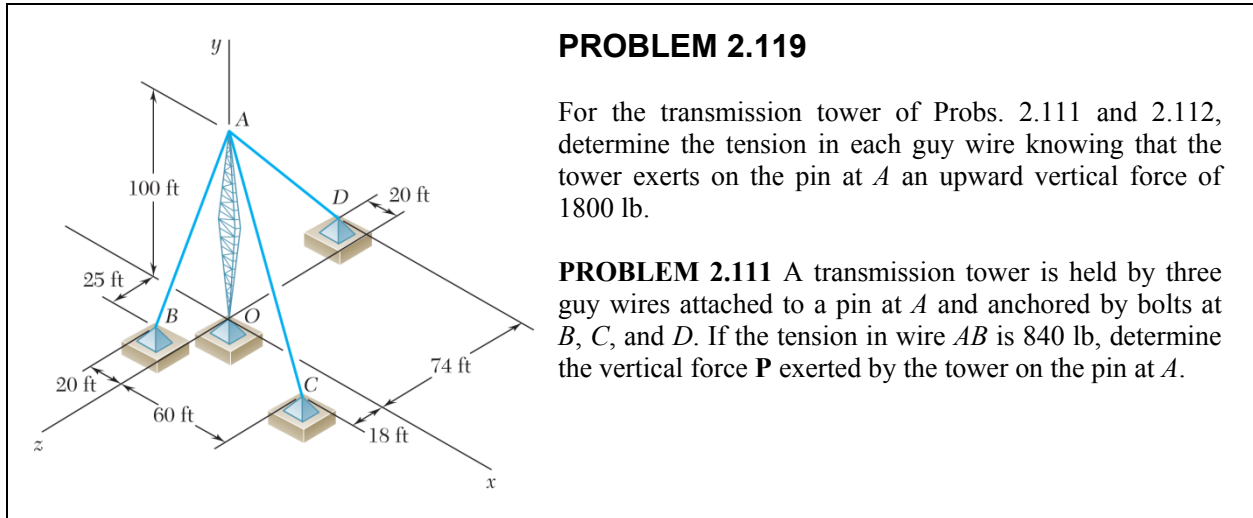 y
A
100 ft
D
20 ft
25 ft
B
O
20 ft
C
74 ft
60 ft
18 ft
z
x
PROBLEM 2.119
For the transmission tower of Probs. 2.111 and 2.112,
determine the tension in each guy wire knowing that the
tower exerts on the pin at A an upward vertical force of
1800 lb.
PROBLEM 2.111 A transmission tower is held by three
guy wires attached to a pin at A and anchored by bolts at
B, C, and D. If the tension in wire AB is 840 lb, determine
the vertical force P exerted by the tower on the pin at A.